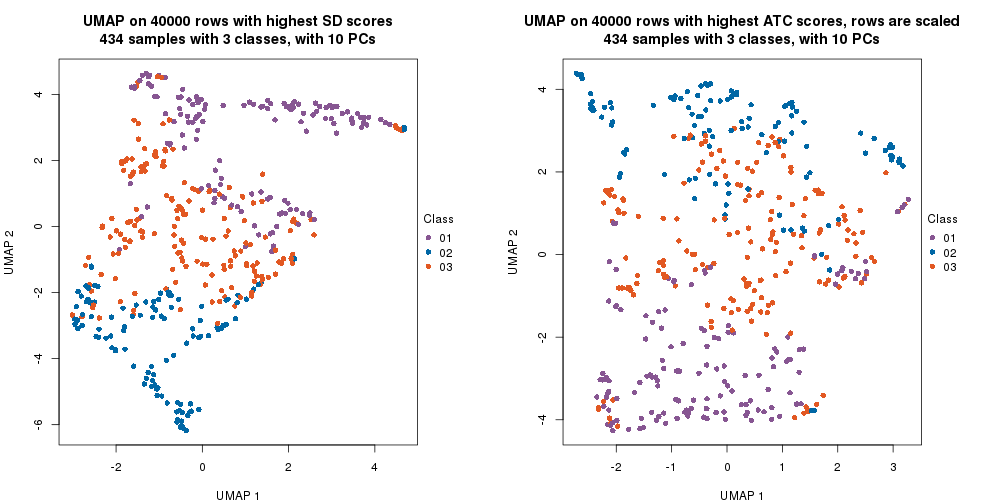 UMAP on 40000 rows with highest SD scores
434 samples with 3 classes, with 10 PCs
UMAP 2
4
2
0
-2
-4
-6
-2
0
2
4
UMAP 1
Class
01
02
03
UMAP on 40000 rows with highest ATC scores, rows are scaled
434 samples with 3 classes, with 10 PCs
UMAP 2
4
2
0
-2
-4
-2
-1
0
1
2
3
UMAP 1
Class
01
02
03